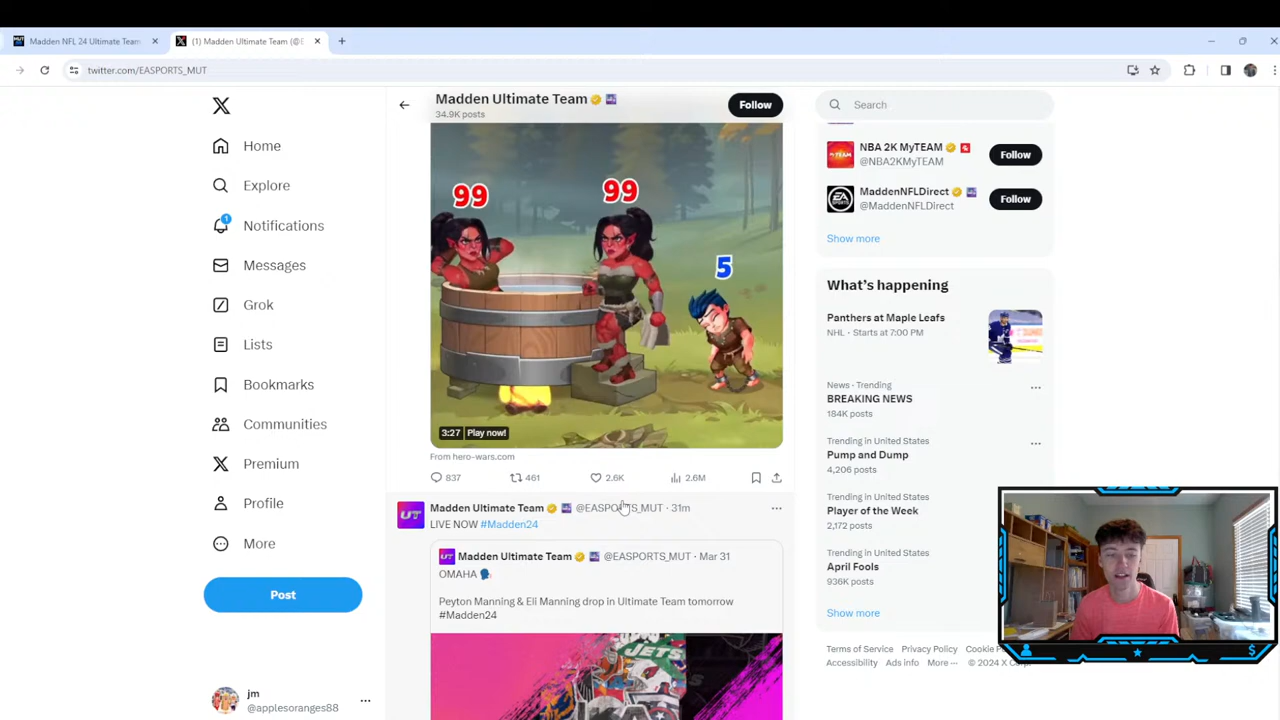 Madden NFL 24 Ultimate Team
(1) Madden Ultimate Team (@E
twitter.com/EASPORTS_MUT
Home
Explore
1
Notifications
Messages
Grok
Lists
Bookmarks
Communities
Premium
Profile
More
Post
jm
@applesoranges88
Madden Ultimate Team
34.9K posts
Follow
99
99
5
3:27 Play now!
From hero-wars.com
837
461
2.6K
2.6M
UT
Madden Ultimate Team @EASPORTS_MUT · 31m
LIVE NOW #Madden24
UT
Madden Ultimate Team @EASPORTS_MUT · Mar 31
OMAHA
Peyton Manning & Eli Manning drop in Ultimate Team tomorrow
#Madden24
JETS
Search
NBA 2K MyTEAM
@NBA2KMyTEAM
Follow
MaddenNFLDirect
@MaddenNFLDirect
Follow
Show more
What's happening
Panthers at Maple Leafs
NHL · Starts at 7:00 PM
News · Trending
BREAKING NEWS
184K posts
Trending in United States
Pump and Dump
4,206 posts
Trending in United States
Player of the Week
2,172 posts
Trending in United States
April Fools
936K posts
Show more
Terms of Service Privacy Policy Cookie Po
Accessibility Ads info More ··· © 2024 X Corp.